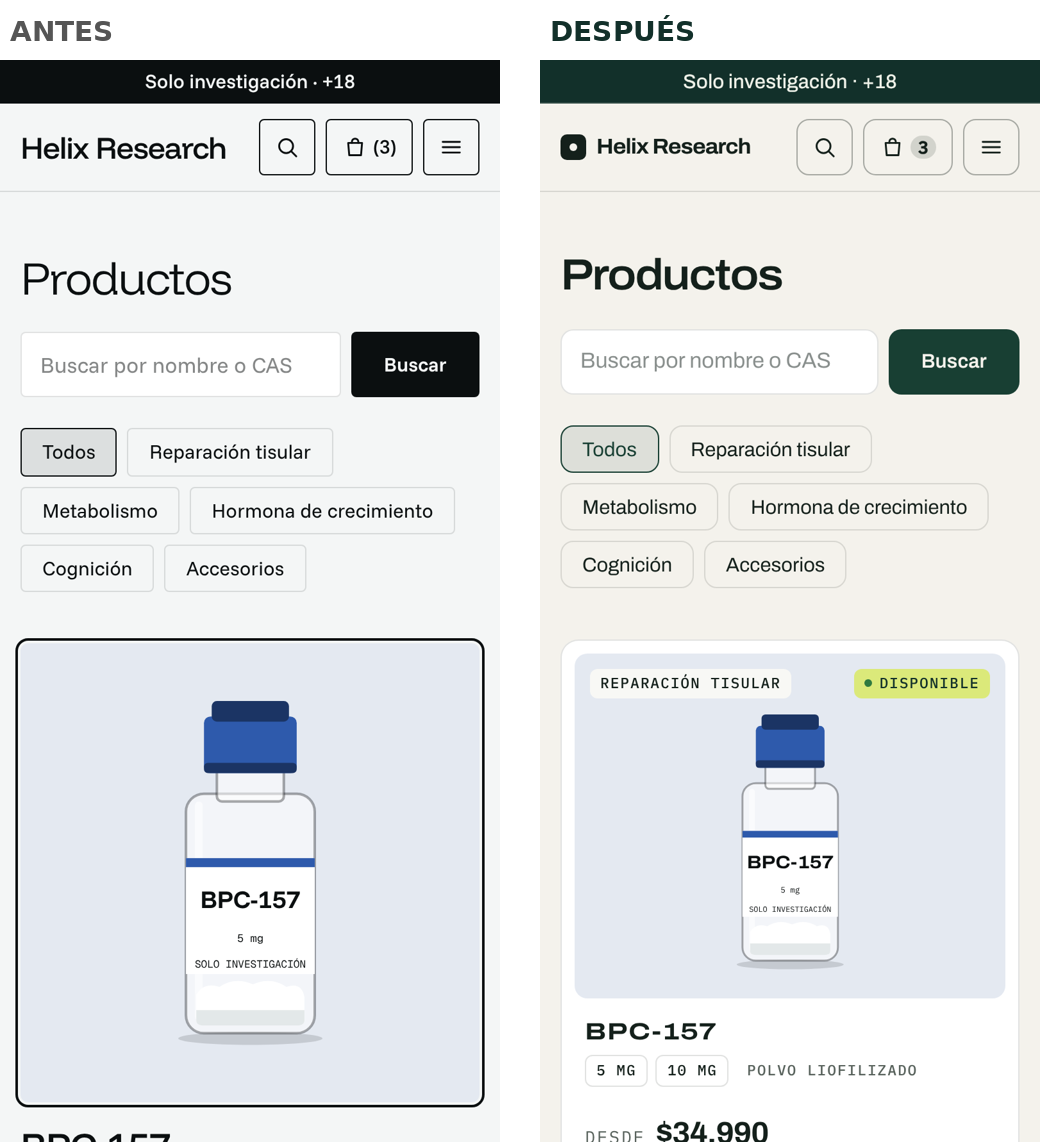 ANTES
Solo investigación · +18
Helix Research
(3)
Productos
Buscar por nombre o CAS
Buscar
Todos
Reparación tisular
Metabolismo
Hormona de crecimiento
Cognición
Accesorios
BPC-157
5 mg
SOLO INVESTIGACIÓN
BPC-157
DESPUÉS
Solo investigación · +18
Helix Research
3
Productos
Buscar por nombre o CAS
Buscar
Todos
Reparación tisular
Metabolismo
Hormona de crecimiento
Cognición
Accesorios
REPARACIÓN TISULAR
DISPONIBLE
BPC-157
5 mg
SOLO INVESTIGACIÓN
BPC-157
5 MG
10 MG
POLVO LIOFILIZADO
DESDE $34.990